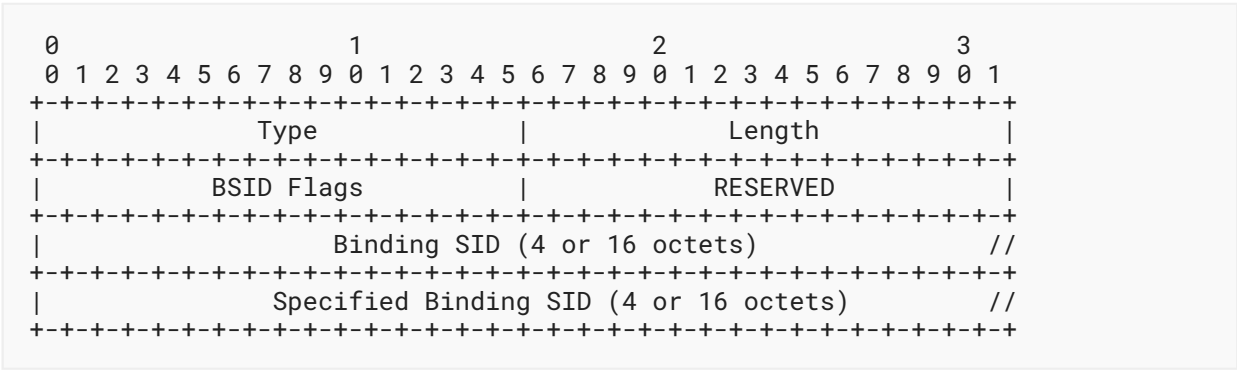 0                   1                   2                   3
 0 1 2 3 4 5 6 7 8 9 0 1 2 3 4 5 6 7 8 9 0 1 2 3 4 5 6 7 8 9 0 1
+-+-+-+-+-+-+-+-+-+-+-+-+-+-+-+-+-+-+-+-+-+-+-+-+-+-+-+-+-+-+-+-+
|              Type             |             Length            |
+-+-+-+-+-+-+-+-+-+-+-+-+-+-+-+-+-+-+-+-+-+-+-+-+-+-+-+-+-+-+-+-+
|           BSID Flags          |            RESERVED           |
+-+-+-+-+-+-+-+-+-+-+-+-+-+-+-+-+-+-+-+-+-+-+-+-+-+-+-+-+-+-+-+-+
|                   Binding SID (4 or 16 octets)               //
+-+-+-+-+-+-+-+-+-+-+-+-+-+-+-+-+-+-+-+-+-+-+-+-+-+-+-+-+-+-+-+-+
|               Specified Binding SID (4 or 16 octets)         //
+-+-+-+-+-+-+-+-+-+-+-+-+-+-+-+-+-+-+-+-+-+-+-+-+-+-+-+-+-+-+-+-+